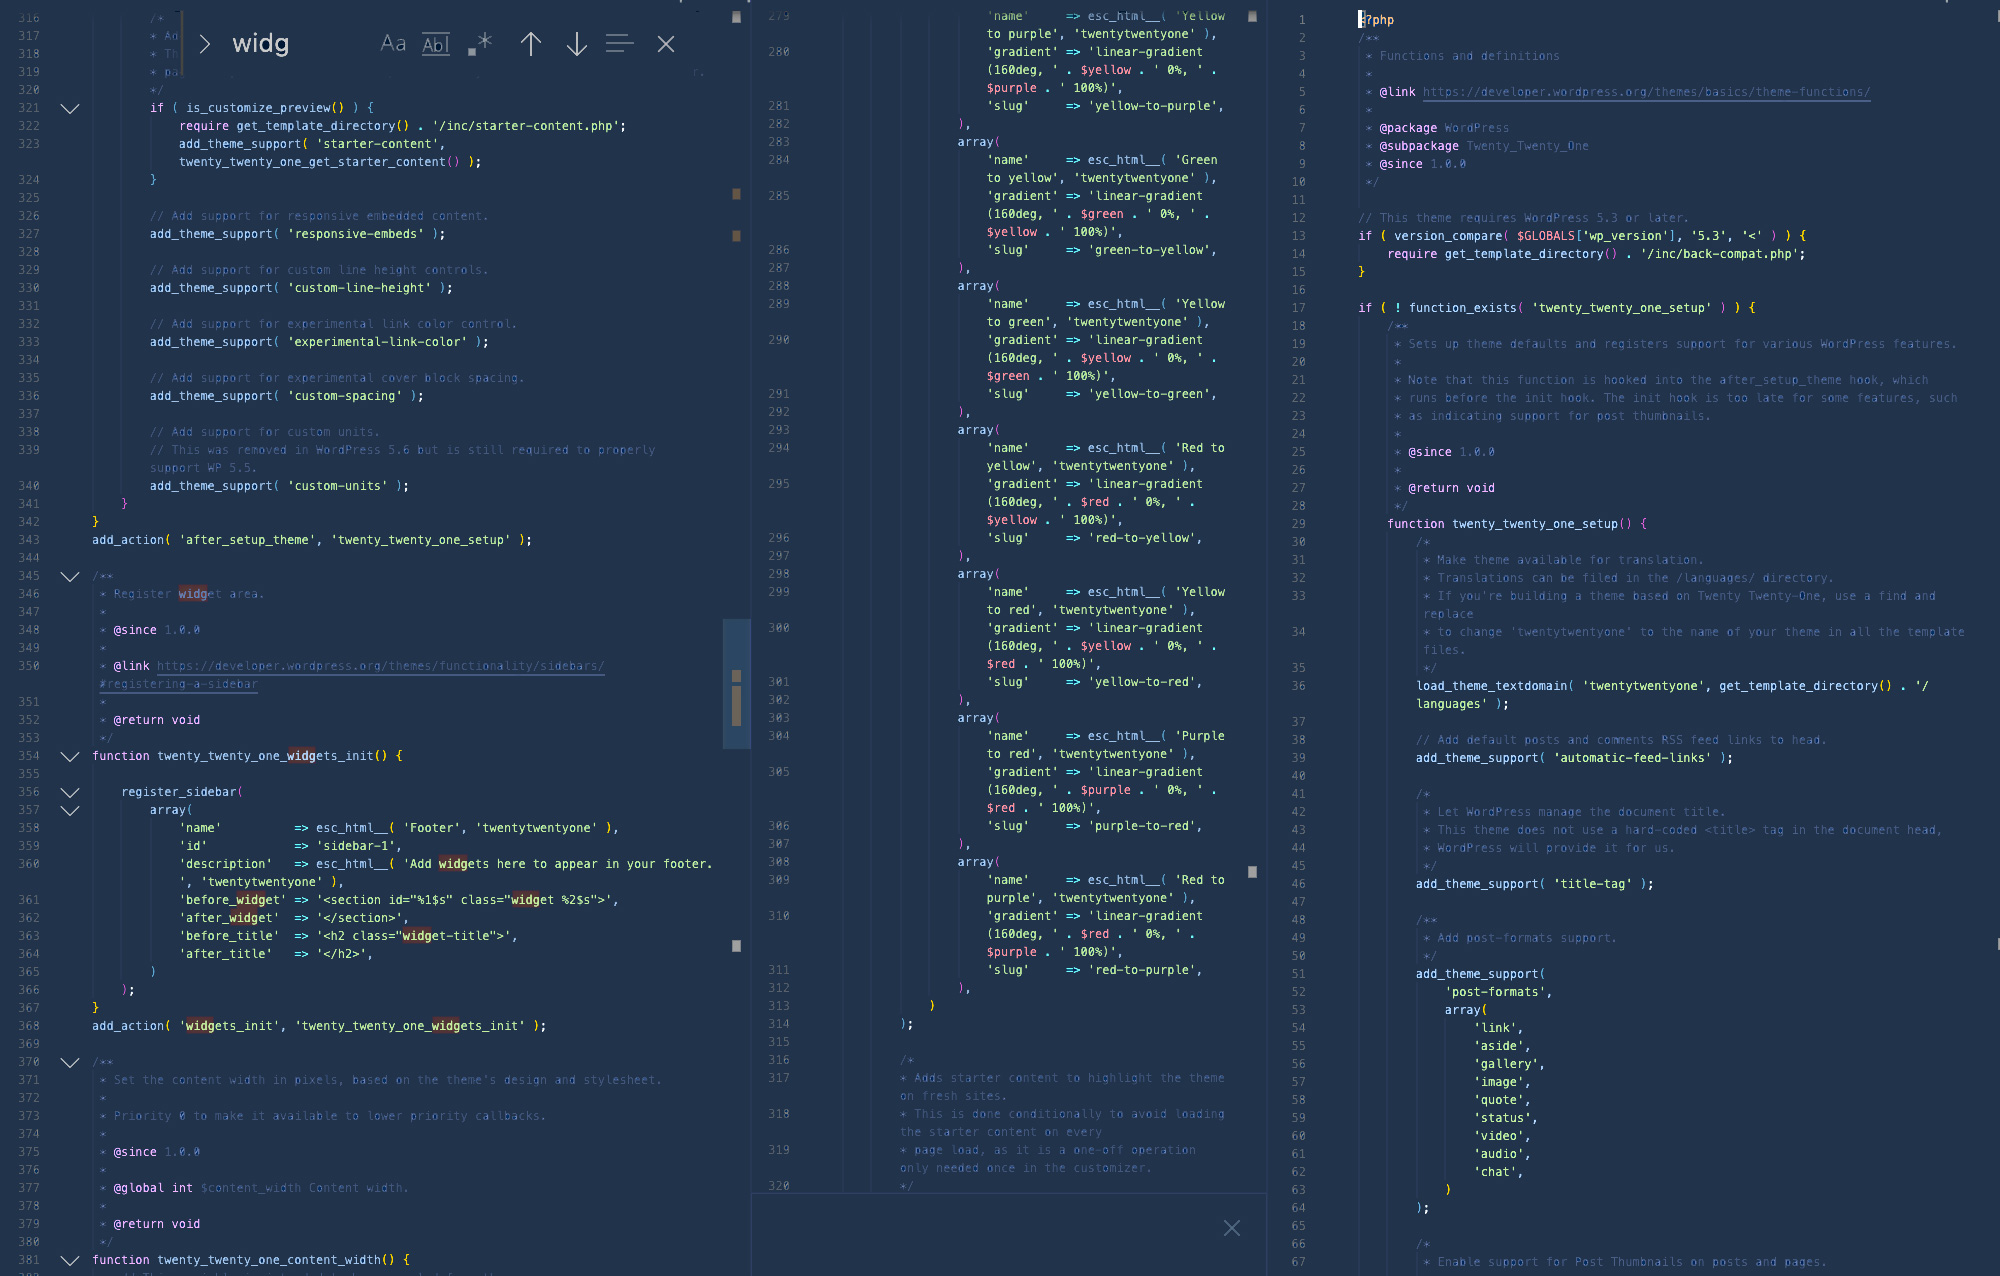 widg
Aa Abl .*
316 /*
317 * Ad
318 * Th
319 * pa r.
320 */
321 if ( is_customize_preview() ) {
322 require get_template_directory() . '/inc/starter-content.php';
323 add_theme_support( 'starter-content',
twenty_twenty_one_get_starter_content() );
324 }
325
326 // Add support for responsive embedded content.
327 add_theme_support( 'responsive-embeds' );
328
329 // Add support for custom line height controls.
330 add_theme_support( 'custom-line-height' );
331
332 // Add support for experimental link color control.
333 add_theme_support( 'experimental-link-color' );
334
335 // Add support for experimental cover block spacing.
336 add_theme_support( 'custom-spacing' );
337
338 // Add support for custom units.
339 // This was removed in WordPress 5.6 but is still required to properly
support WP 5.5.
340 add_theme_support( 'custom-units' );
341 }
342 }
343 add_action( 'after_setup_theme', 'twenty_twenty_one_setup' );
344
345 /**
346 * Register widget area.
347 *
348 * @since 1.0.0
349 *
350 * @link https://developer.wordpress.org/themes/functionality/sidebars/
#registering-a-sidebar
351 *
352 * @return void
353 */
354 function twenty_twenty_one_widgets_init() {
355
356 register_sidebar(
357 array(
358 'name' => esc_html__( 'Footer', 'twentytwentyone' ),
359 'id' => 'sidebar-1',
360 'description' => esc_html__( 'Add widgets here to appear in your footer.
', 'twentytwentyone' ),
361 'before_widget' => '<section id="%1$s" class="widget %2$s">',
362 'after_widget' => '</section>',
363 'before_title' => '<h2 class="widget-title">',
364 'after_title' => '</h2>',
365 )
366 );
367 }
368 add_action( 'widgets_init', 'twenty_twenty_one_widgets_init' );
369
370 /**
371 * Set the content width in pixels, based on the theme's design and stylesheet.
372 *
373 * Priority 0 to make it available to lower priority callbacks.
374 *
375 * @since 1.0.0
376 *
377 * @global int $content_width Content width.
378 *
379 * @return void
380 */
381 function twenty_twenty_one_content_width() {
279 'name' => esc_html__( 'Yellow
to purple', 'twentytwentyone' ),
280 'gradient' => 'linear-gradient
(160deg, ' . $yellow . ' 0%, ' .
$purple . ' 100%)',
281 'slug' => 'yellow-to-purple',
282 ),
283 array(
284 'name' => esc_html__( 'Green
to yellow', 'twentytwentyone' ),
285 'gradient' => 'linear-gradient
(160deg, ' . $green . ' 0%, ' .
$yellow . ' 100%)',
286 'slug' => 'green-to-yellow',
287 ),
288 array(
289 'name' => esc_html__( 'Yellow
to green', 'twentytwentyone' ),
290 'gradient' => 'linear-gradient
(160deg, ' . $yellow . ' 0%, ' .
$green . ' 100%)',
291 'slug' => 'yellow-to-green',
292 ),
293 array(
294 'name' => esc_html__( 'Red to
yellow', 'twentytwentyone' ),
295 'gradient' => 'linear-gradient
(160deg, ' . $red . ' 0%, ' .
$yellow . ' 100%)',
296 'slug' => 'red-to-yellow',
297 ),
298 array(
299 'name' => esc_html__( 'Yellow
to red', 'twentytwentyone' ),
300 'gradient' => 'linear-gradient
(160deg, ' . $yellow . ' 0%, ' .
$red . ' 100%)',
301 'slug' => 'yellow-to-red',
302 ),
303 array(
304 'name' => esc_html__( 'Purple
to red', 'twentytwentyone' ),
305 'gradient' => 'linear-gradient
(160deg, ' . $purple . ' 0%, ' .
$red . ' 100%)',
306 'slug' => 'purple-to-red',
307 ),
308 array(
309 'name' => esc_html__( 'Red to
purple', 'twentytwentyone' ),
310 'gradient' => 'linear-gradient
(160deg, ' . $red . ' 0%, ' .
$purple . ' 100%)',
311 'slug' => 'red-to-purple',
312 ),
313 )
314 );
315
316 /*
317 * Adds starter content to highlight the theme
on fresh sites.
318 * This is done conditionally to avoid loading
the starter content on every
319 * page load, as it is a one-off operation
only needed once in the customizer.
320 */
1 <?php
2 /**
3 * Functions and definitions
4 *
5 * @link https://developer.wordpress.org/themes/basics/theme-functions/
6 *
7 * @package WordPress
8 * @subpackage Twenty_Twenty_One
9 * @since 1.0.0
10 */
11
12 // This theme requires WordPress 5.3 or later.
13 if ( version_compare( $GLOBALS['wp_version'], '5.3', '<' ) ) {
14 require get_template_directory() . '/inc/back-compat.php';
15 }
16
17 if ( ! function_exists( 'twenty_twenty_one_setup' ) ) {
18 /**
19 * Sets up theme defaults and registers support for various WordPress features.
20 *
21 * Note that this function is hooked into the after_setup_theme hook, which
22 * runs before the init hook. The init hook is too late for some features, such
23 * as indicating support for post thumbnails.
24 *
25 * @since 1.0.0
26 *
27 * @return void
28 */
29 function twenty_twenty_one_setup() {
30 /*
31 * Make theme available for translation.
32 * Translations can be filed in the /languages/ directory.
33 * If you're building a theme based on Twenty Twenty-One, use a find and
replace
34 * to change 'twentytwentyone' to the name of your theme in all the template
files.
35 */
36 load_theme_textdomain( 'twentytwentyone', get_template_directory() . '/
languages' );
37
38 // Add default posts and comments RSS feed links to head.
39 add_theme_support( 'automatic-feed-links' );
40
41 /*
42 * Let WordPress manage the document title.
43 * This theme does not use a hard-coded <title> tag in the document head,
44 * WordPress will provide it for us.
45 */
46 add_theme_support( 'title-tag' );
47
48 /**
49 * Add post-formats support.
50 */
51 add_theme_support(
52 'post-formats',
53 array(
54 'link',
55 'aside',
56 'gallery',
57 'image',
58 'quote',
59 'status',
60 'video',
61 'audio',
62 'chat',
63 )
64 );
65
66 /*
67 * Enable support for Post Thumbnails on posts and pages.